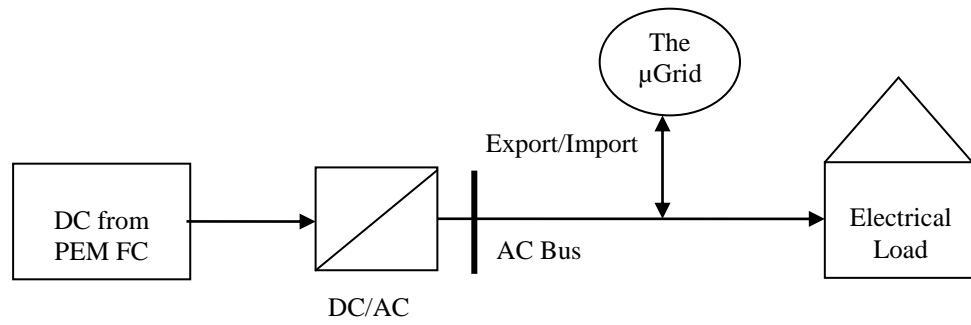 The
µGrid
Export/Import
DC from
PEM FC
AC Bus
Electrical
Load
DC/AC